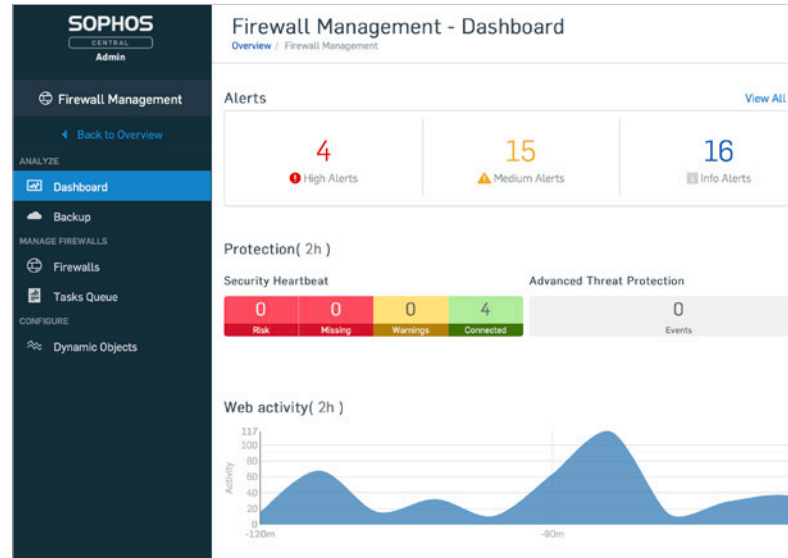 SOPHOS
CENTRAL
Admin
Firewall Management
Back to Overview
ANALYZE
Dashboard
Backup
MANAGE FIREWALLS
Firewalls
Tasks Queue
CONFIGURE
Dynamic Objects
Firewall Management - Dashboard
Overview / Firewall Management
Alerts
View All
4
High Alerts
15
Medium Alerts
16
Info Alerts
Protection( 2h )
Security Heartbeat
Advanced Threat Protection
0 0 0 4
Risk Missing Warnings Connected
0
Events
Web activity( 2h )
Activity
117
100
80
60
40
20
0
-120m -90m